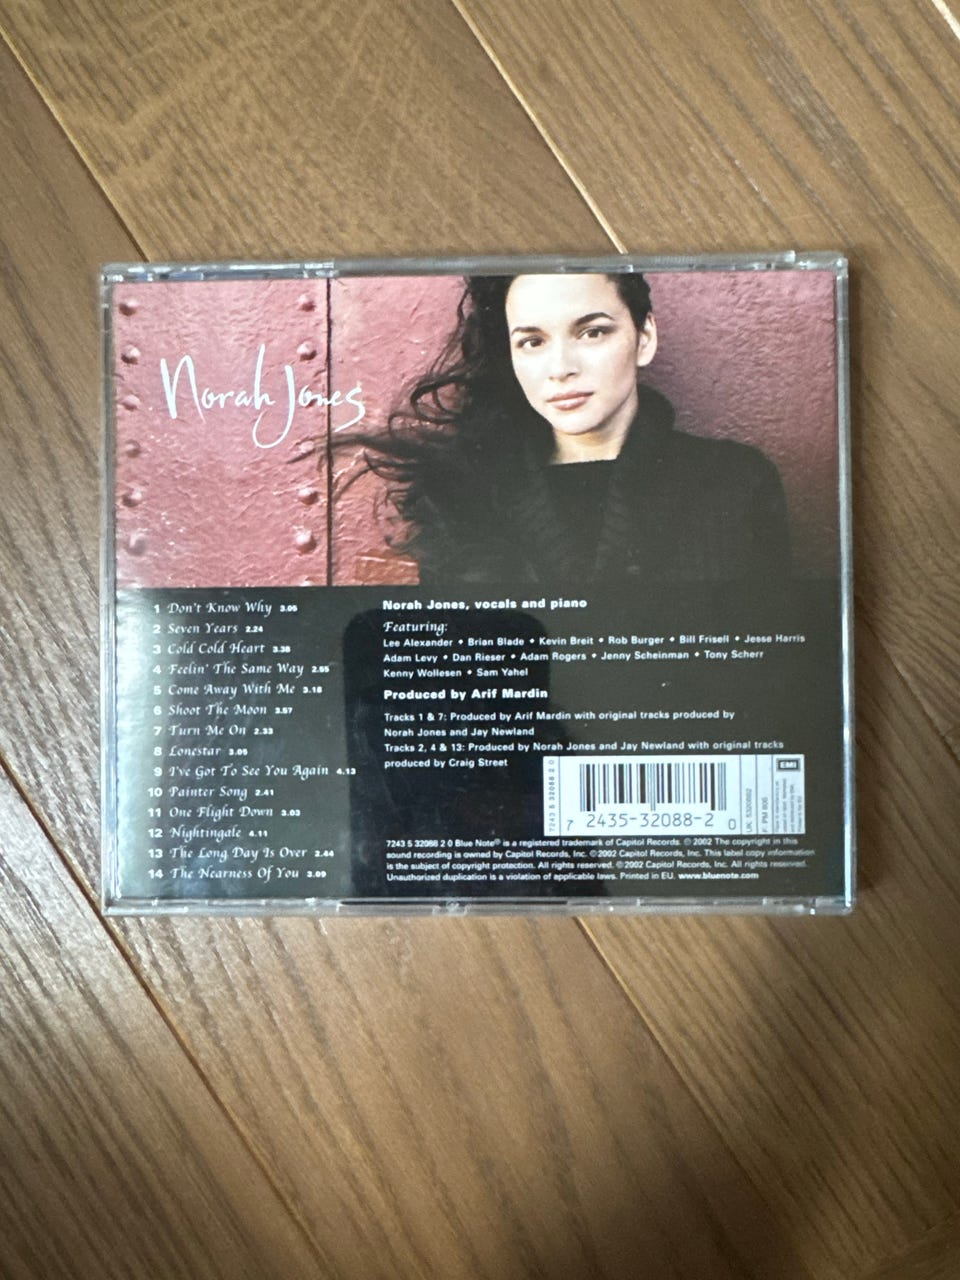 Norah Jones
1 Don't Know Why 3.05
2 Seven Years 2.24
3 Cold Cold Heart 3.38
4 Feelin' The Same Way 2.55
5 Come Away With Me 3.18
6 Shoot The Moon 3.57
7 Turn Me On 2.33
8 Lonestar 3.05
9 I've Got To See You Again 4.13
10 Painter Song 2.41
11 One Flight Down 3.03
12 Nightingale 4.11
13 The Long Day Is Over 2.44
14 The Nearness Of You 3.09
Norah Jones, vocals and piano
Featuring:
Lee Alexander • Brian Blade • Kevin Breit • Rob Burger • Bill Frisell • Jesse Harris
Adam Levy • Dan Rieser • Adam Rogers • Jenny Scheinman • Tony Scherr
Kenny Wollesen • Sam Yahel
Produced by Arif Mardin
Tracks 1 & 7: Produced by Arif Mardin with original tracks produced by
Norah Jones and Jay Newland
Tracks 2, 4 & 13: Produced by Norah Jones and Jay Newland with original tracks
produced by Craig Street
7243 5 32088 2 0
7 2435-32088-2 0
UK: 5320882
F: PM 806
EMI
7243 5 32088 2 0 Blue Note® is a registered trademark of Capitol Records. ℗ 2002 The copyright in this
sound recording is owned by Capitol Records, Inc. ©2002 Capitol Records, Inc. This label copy information
is the subject of copyright protection. All rights reserved. ©2002 Capitol Records, Inc. All rights reserved.
Unauthorized duplication is a violation of applicable laws. Printed in EU. www.bluenote.com